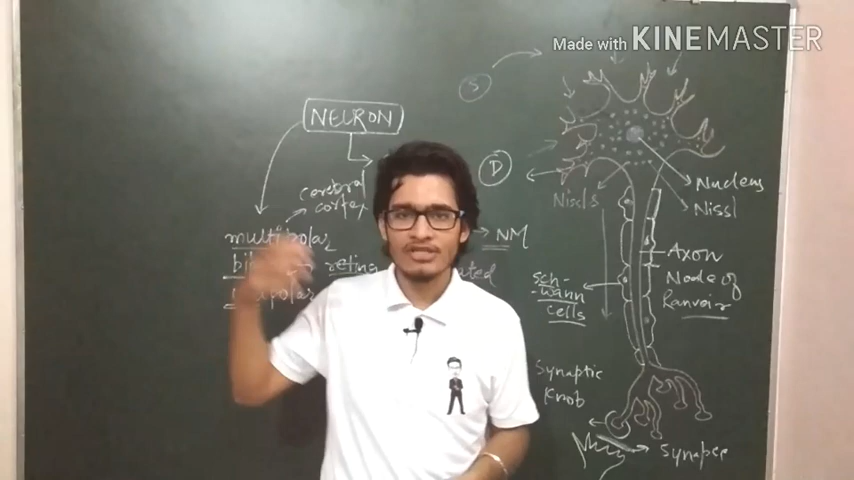 Made with KINEMASTER
NEURON
S
cerebral
cortex
D
multipolar
NM
retina
Nucleus
Nissl
Nissl's
Axon
Node of
Ranvier
sch-
-wann
cells
Synaptic
Knob
Synapse